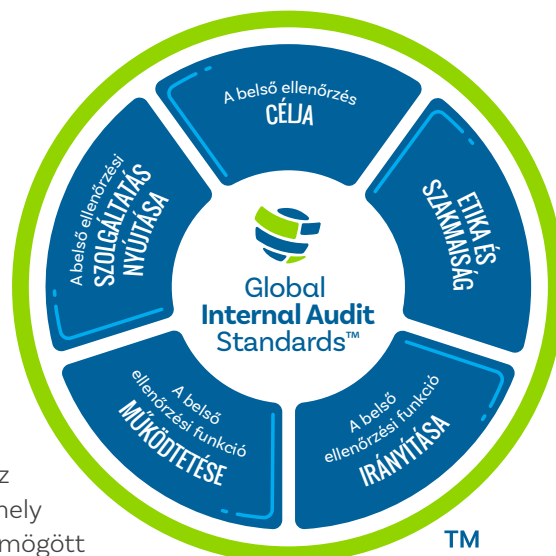 A belső ellenőrzés
CÉLJA
ETIKA ÉS
SZAKMAISÁG
A belső
ellenőrzési funkció
IRÁNYÍTÁSA
A belső
ellenőrzési funkció
MŰKÖDTETÉSE
A belső ellenőrzési
SZOLGÁLTATÁS
NYÚJTÁSA
Global
Internal Audit
Standards™
TM
mögött